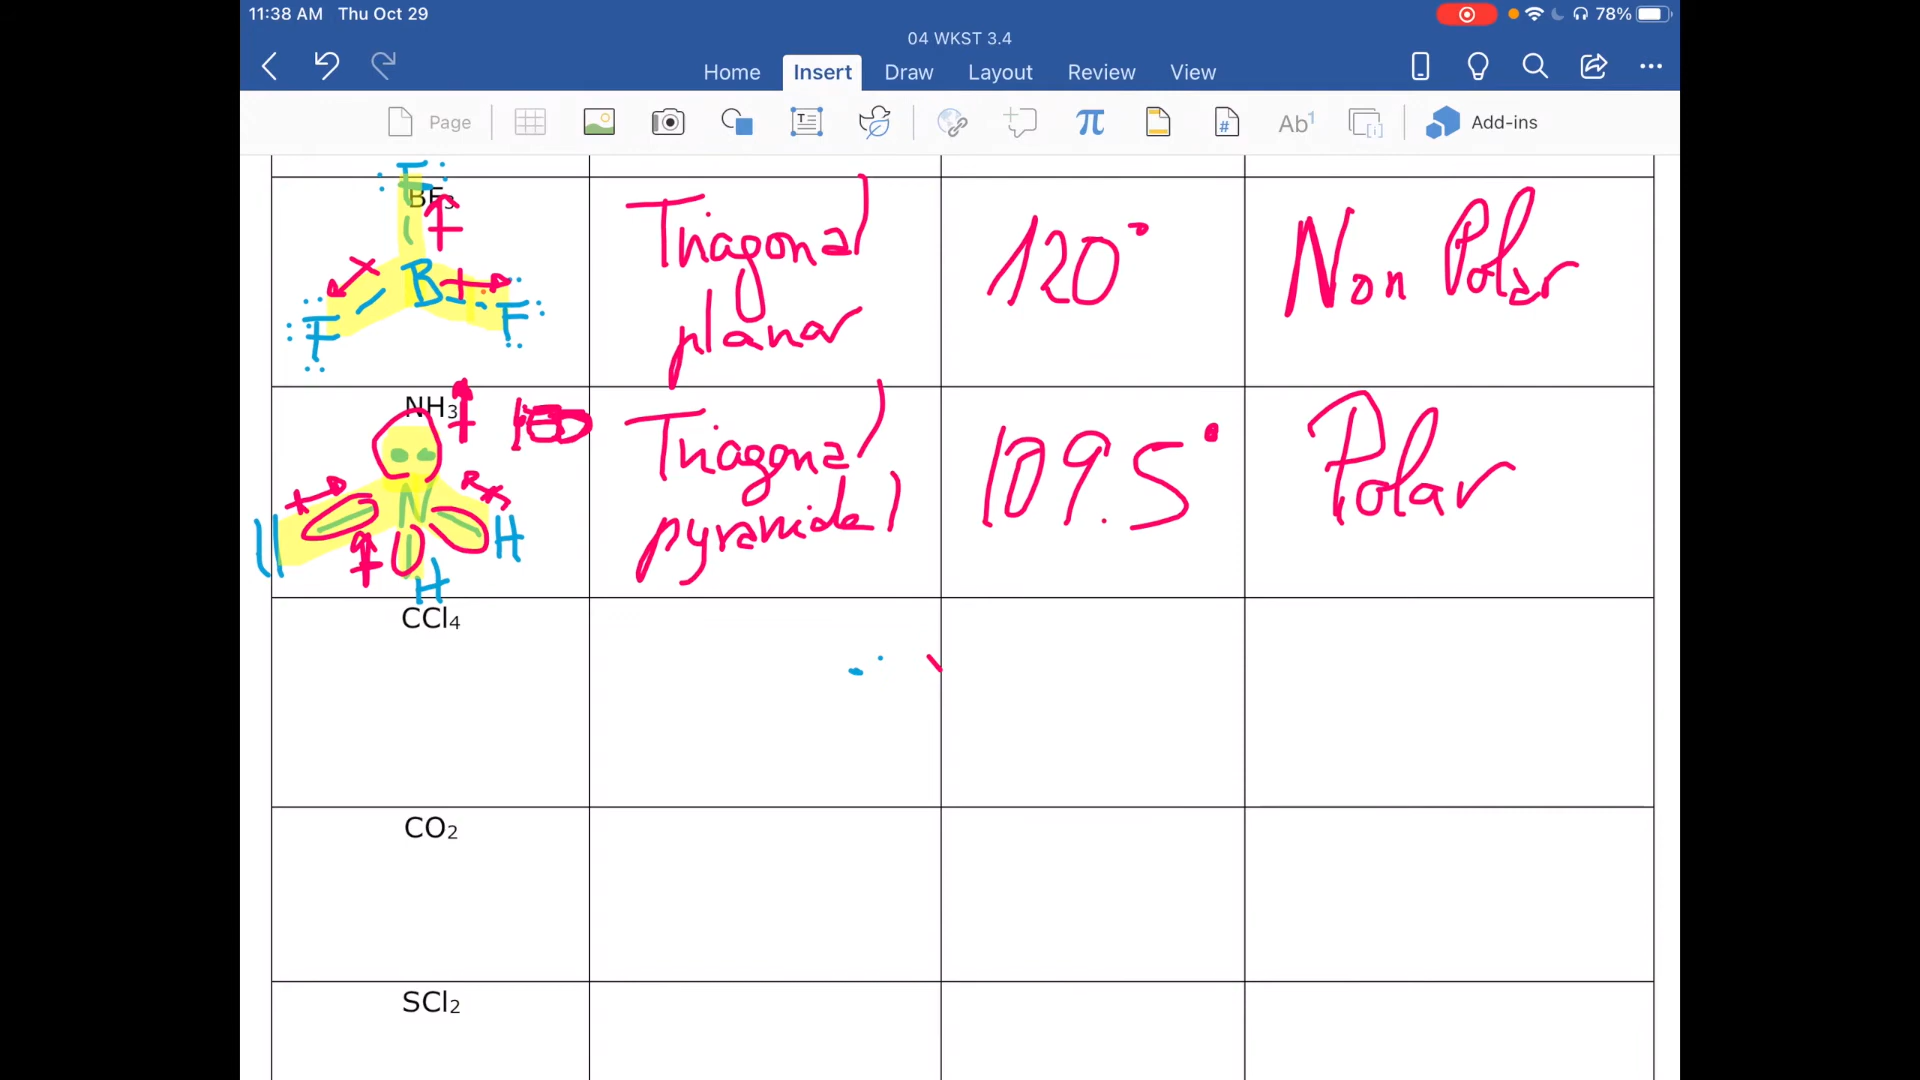 11:38 AM Thu Oct 29
78%
04 WKST 3.4
Home Insert Draw Layout Review View
Page
Ab1
Add-ins
BF3
F
B
F F
Triagonal
planar
120°
Non Polar
NH3
N
H
H
Triagonal
pyramidal
109.5°
Polar
CCl4
CO2
SCl2